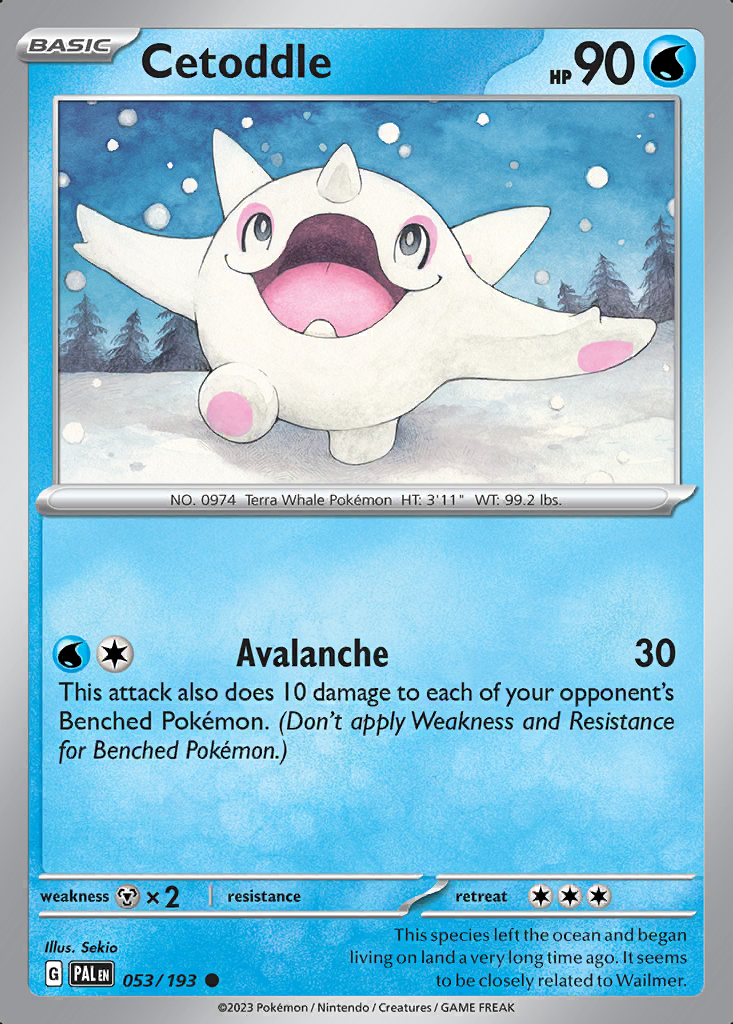 BASIC
Cetoddle
HP 90
NO. 0974 Terra Whale Pokémon HT: 3'11" WT: 99.2 lbs.
Avalanche 30
This attack also does 10 damage to each of your opponent's
Benched Pokémon. (Don't apply Weakness and Resistance
for Benched Pokémon.)
weakness ×2 resistance retreat
Illus. Sekio
G PAL EN 053/193
This species left the ocean and began
living on land a very long time ago. It seems
to be closely related to Wailmer.
©2023 Pokémon / Nintendo / Creatures / GAME FREAK